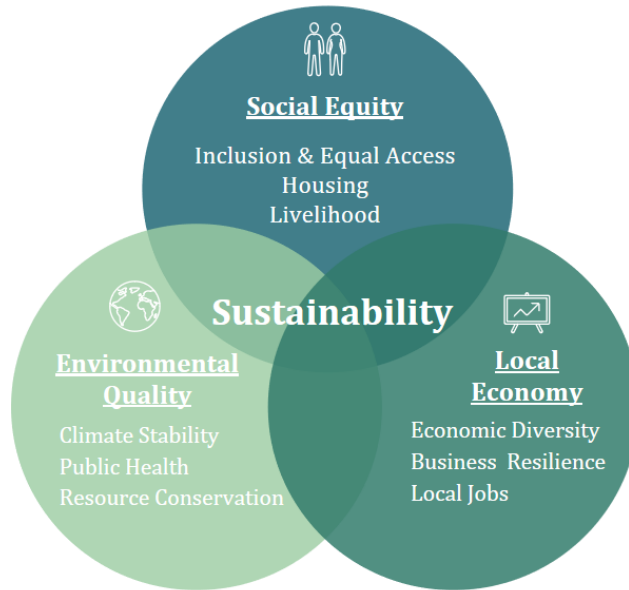 Social Equity
Inclusion & Equal Access
Housing
Livelihood
Sustainability
Environmental
Quality
Climate Stability
Public Health
Resource Conservation
Local
Economy
Economic Diversity
Business Resilience
Local Jobs